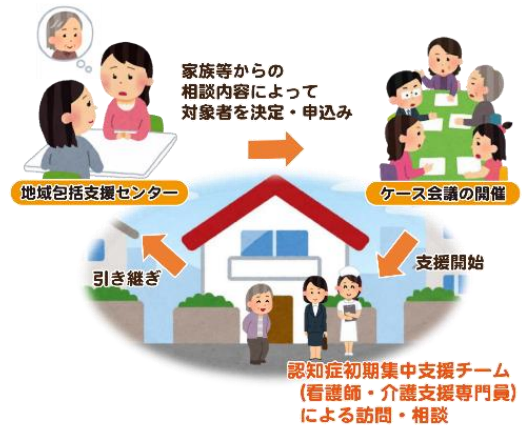 家族等からの
相談内容によって
対象者を決定・申込み
地域包括支援センター
ケース会議の開催
引き継ぎ
支援開始
認知症初期集中支援チーム
(看護師・介護支援専門員)
による訪問・相談